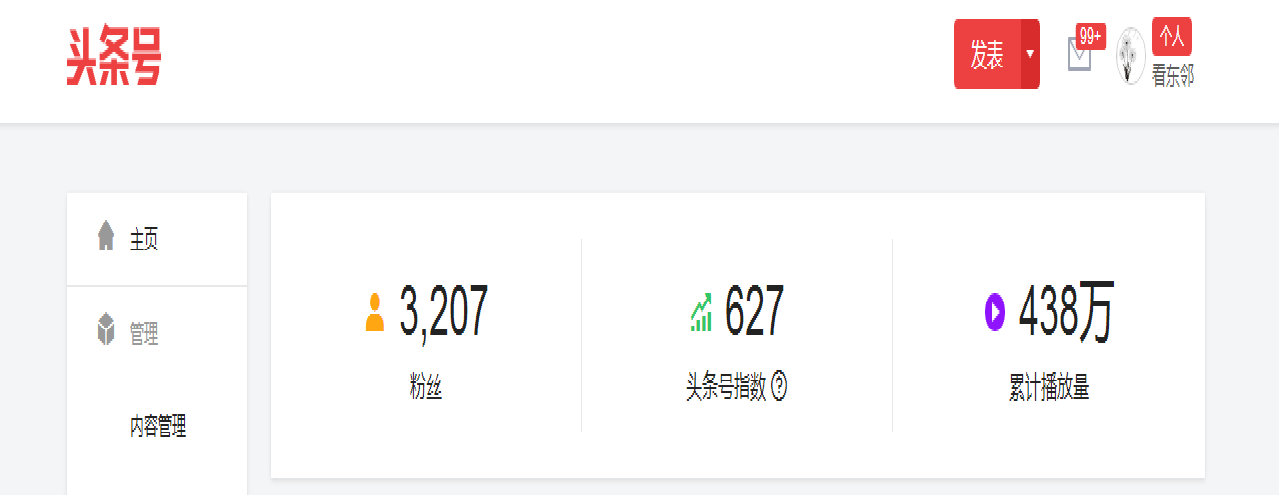 头条号
发表
99+
个人
看东邻
主页
管理
内容管理
3,207
粉丝
627
头条号指数 ?
438万
累计播放量